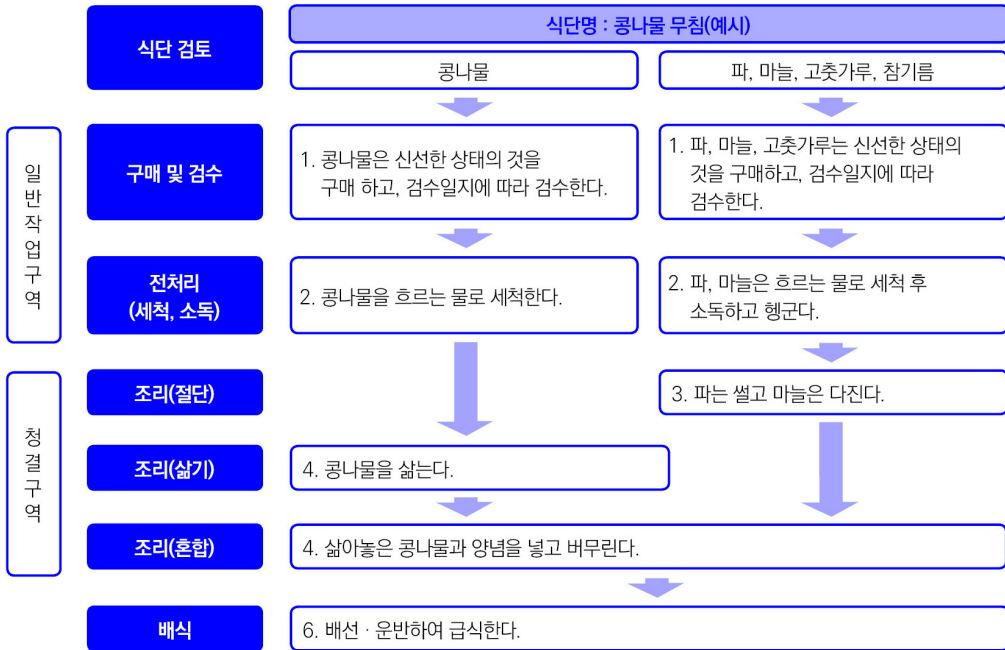 식단 검토
식단명 : 콩나물 무침(예시)
콩나물
파, 마늘, 고춧가루, 참기름
일반작업구역
구매 및 검수
1. 콩나물은 신선한 상태의 것을
구매 하고, 검수일지에 따라 검수한다.
1. 파, 마늘, 고춧가루는 신선한 상태의
것을 구매하고, 검수일지에 따라
검수한다.
전처리
(세척, 소독)
2. 콩나물을 흐르는 물로 세척한다.
2. 파, 마늘은 흐르는 물로 세척 후
소독하고 헹군다.
청결구역
조리(절단)
3. 파는 썰고 마늘은 다진다.
조리(삶기)
4. 콩나물을 삶는다.
조리(혼합)
4. 삶아놓은 콩나물과 양념을 넣고 버무린다.
배식
6. 배선 · 운반하여 급식한다.